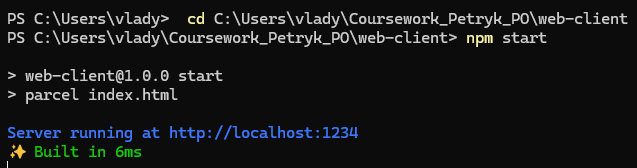 PS C:\Users\vlady>  cd C:\Users\vlady\Coursework_Petryk_PO\web-client
PS C:\Users\vlady\Coursework_Petryk_PO\web-client> npm start
> web-client@1.0.0 start
> parcel index.html
Server running at http://localhost:1234
✨ Built in 6ms